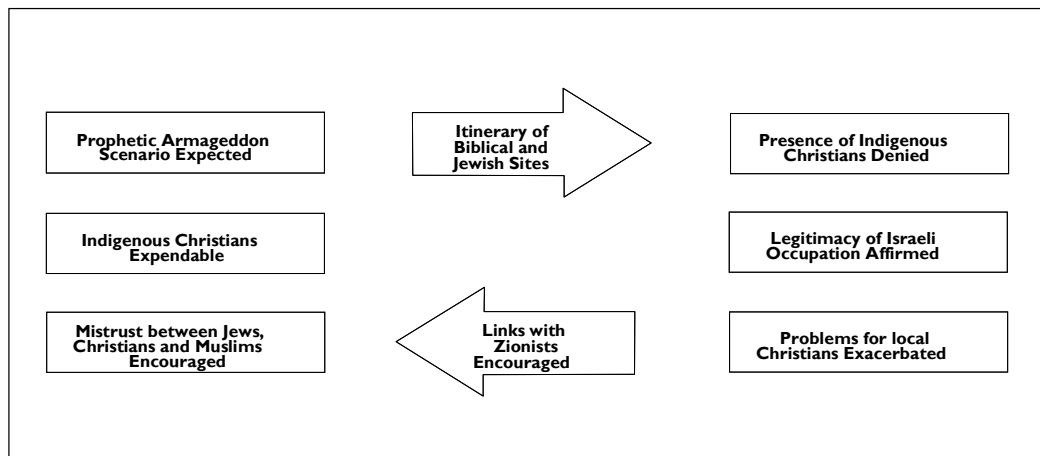 Prophetic Armageddon
Scenario Expected
Itinerary of
Biblical and
Jewish Sites
Presence of Indigenous
Christians Denied
Indigenous Christians
Expendable
Legitimacy of Israeli
Occupation Affirmed
Mistrust between Jews,
Christians and Muslims
Encouraged
Links with
Zionists
Encouraged
Problems for local
Christians Exacerbated